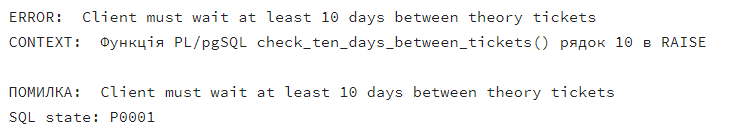 ERROR:  Client must wait at least 10 days between theory tickets
CONTEXT:  Функція PL/pgSQL check_ten_days_between_tickets() рядок 10 в RAISE
ПОМИЛКА:  Client must wait at least 10 days between theory tickets
SQL state: P0001